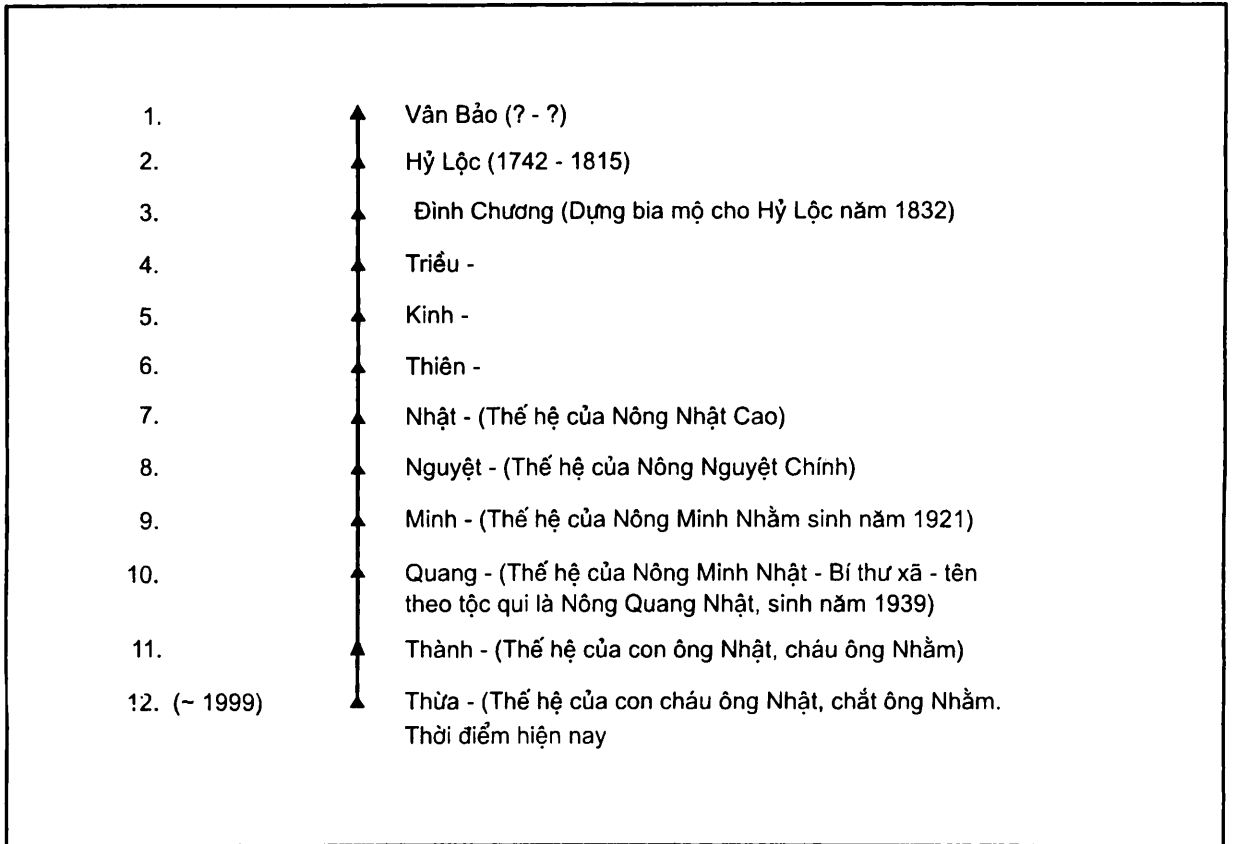 1. Vân Bảo (? - ?)
2. Hỷ Lộc (1742 - 1815)
3. Đình Chương (Dựng bia mộ cho Hỷ Lộc năm 1832)
4. Triều -
5. Kinh -
6. Thiên -
7. Nhật - (Thế hệ của Nông Nhật Cao)
8. Nguyệt - (Thế hệ của Nông Nguyệt Chính)
9. Minh - (Thế hệ của Nông Minh Nhằm sinh năm 1921)
10. Quang - (Thế hệ của Nông Minh Nhật - Bí thư xã - tên
theo tộc qui là Nông Quang Nhật, sinh năm 1939)
11. Thành - (Thế hệ của con ông Nhật, cháu ông Nhằm)
12. (~ 1999) Thừa - (Thế hệ của con cháu ông Nhật, chắt ông Nhằm.
Thời điểm hiện nay